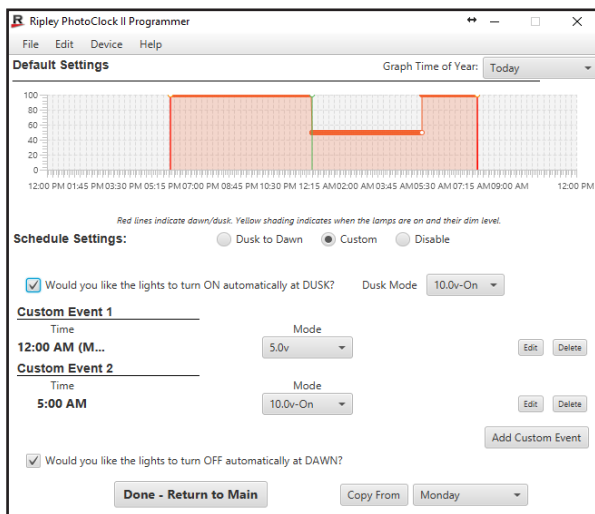 Ripley PhotoClock II Programmer
File Edit Device Help
Default Settings Graph Time of Year: Today
100
80
60
40
20
0
12:00 PM 01:45 PM 03:30 PM 05:15 PM 07:00 PM 08:45 PM 10:30 PM 12:15 AM 02:00 AM 03:45 AM 05:30 AM 07:15 AM 09:00 AM 12:00 PM
Red lines indicate dawn/dusk. Yellow shading indicates when the lamps are on and their dim level.
Schedule Settings: Dusk to Dawn Custom Disable
Would you like the lights to turn ON automatically at DUSK? Dusk Mode 10.0v-On
Custom Event 1
Time Mode
12:00 AM (M... 5.0v Edit Delete
Custom Event 2
Time Mode
5:00 AM 10.0v-On Edit Delete
Add Custom Event
Would you like the lights to turn OFF automatically at DAWN?
Done - Return to Main Copy From Monday